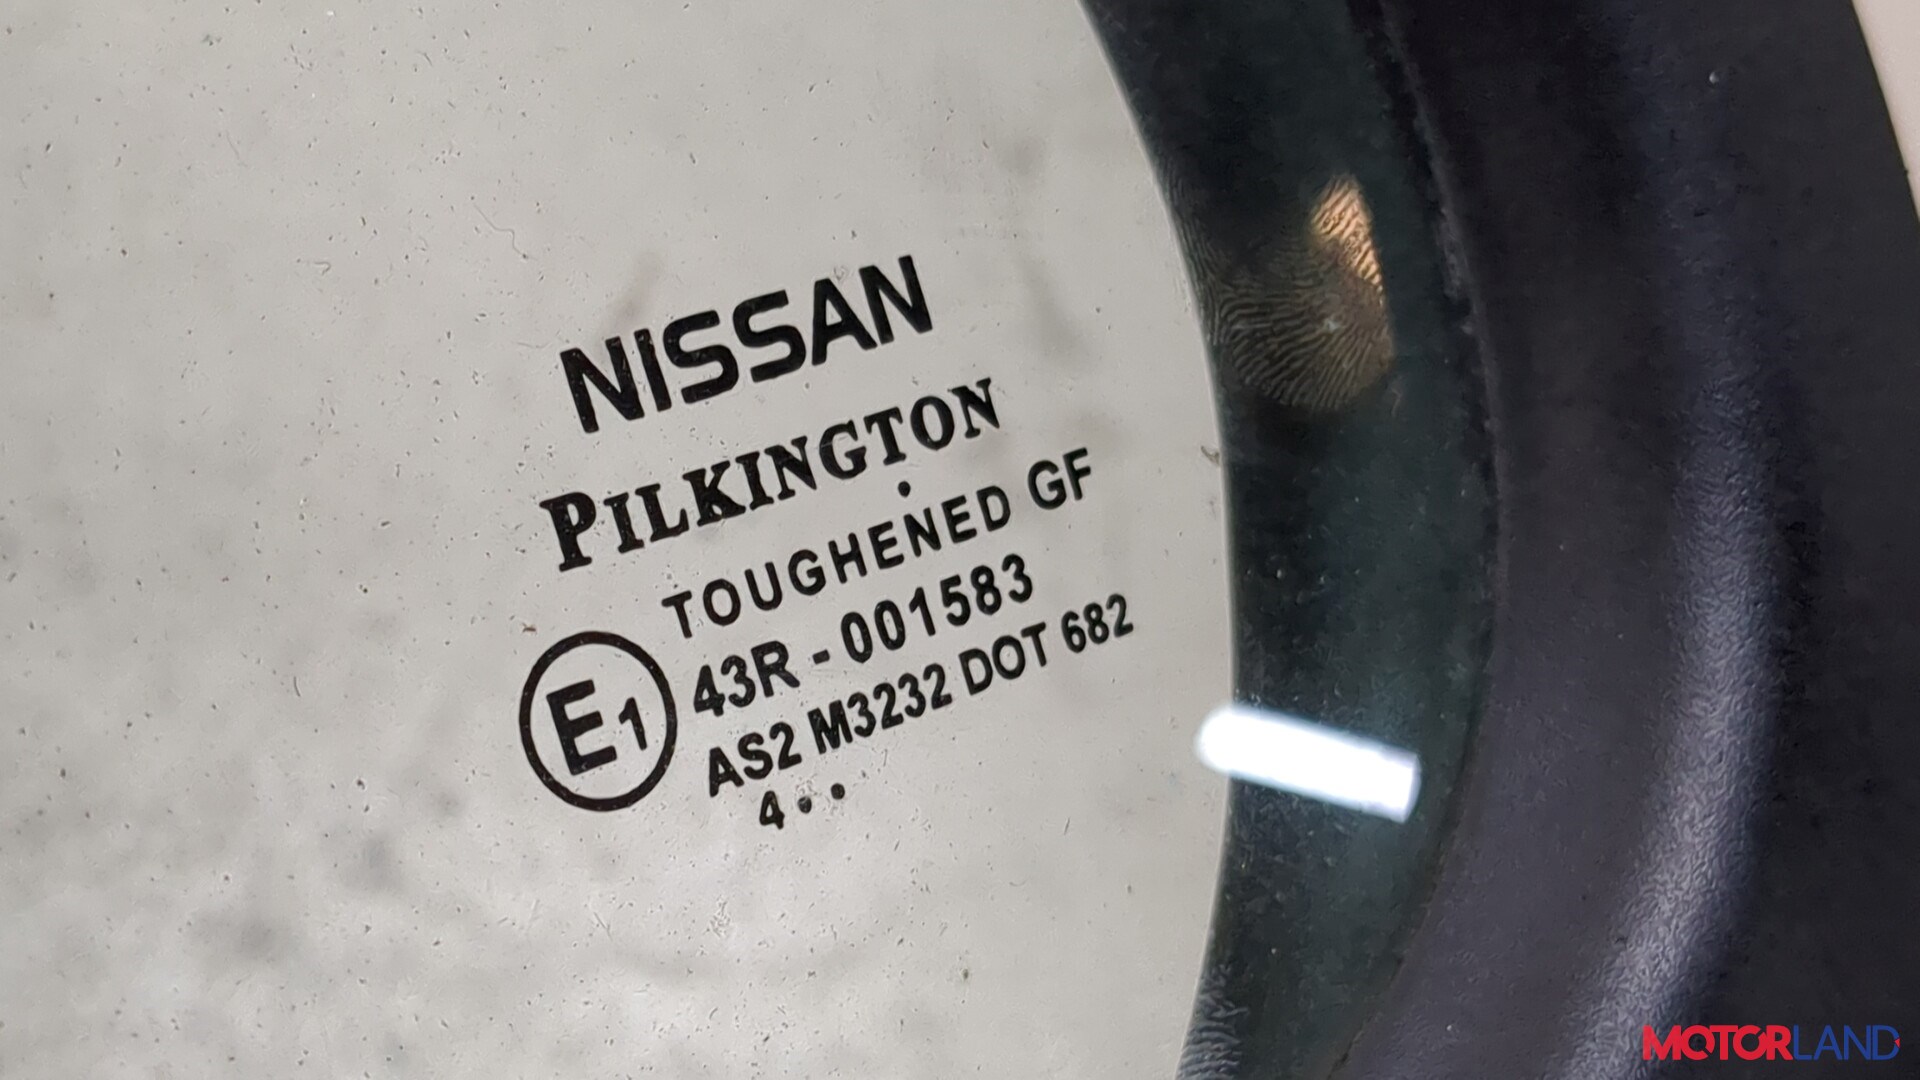 NISSAN
PILKINGTON
TOUGHENED GF
E1
43R - 001583
AS2 M3232 DOT 682
4••
MOTORLAND